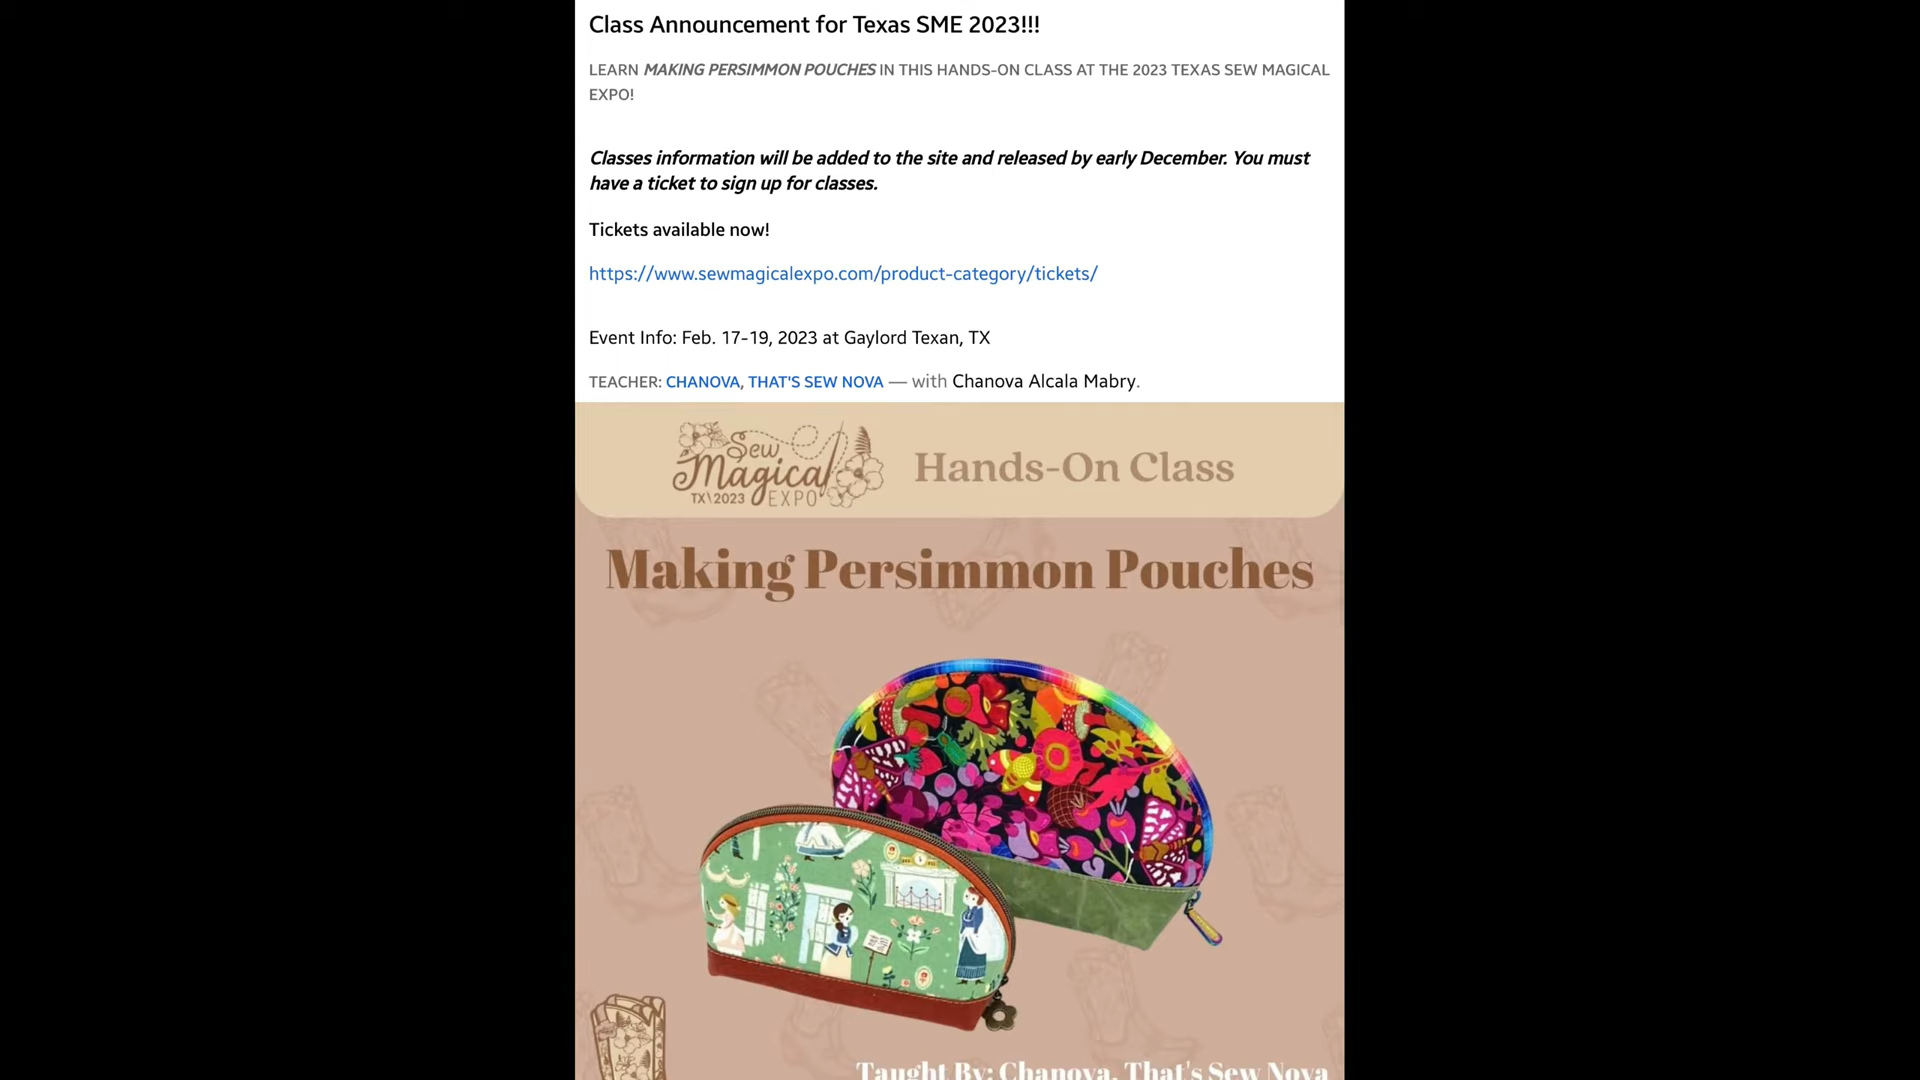 Class Announcement for Texas SME 2023!!!
LEARN MAKING PERSIMMON POUCHES IN THIS HANDS-ON CLASS AT THE 2023 TEXAS SEW MAGICAL
EXPO!
Classes information will be added to the site and released by early December. You must
have a ticket to sign up for classes.
Tickets available now!
https://www.sewmagicalexpo.com/product-category/tickets/
Event Info: Feb. 17-19, 2023 at Gaylord Texan, TX
TEACHER: CHANOVA, THAT'S SEW NOVA — with Chanova Alcala Mabry.
Sew
Magical
TX\2023 EXPO
Hands-On Class
Making Persimmon Pouches
Taught By: Chanova, That's Sew Nova